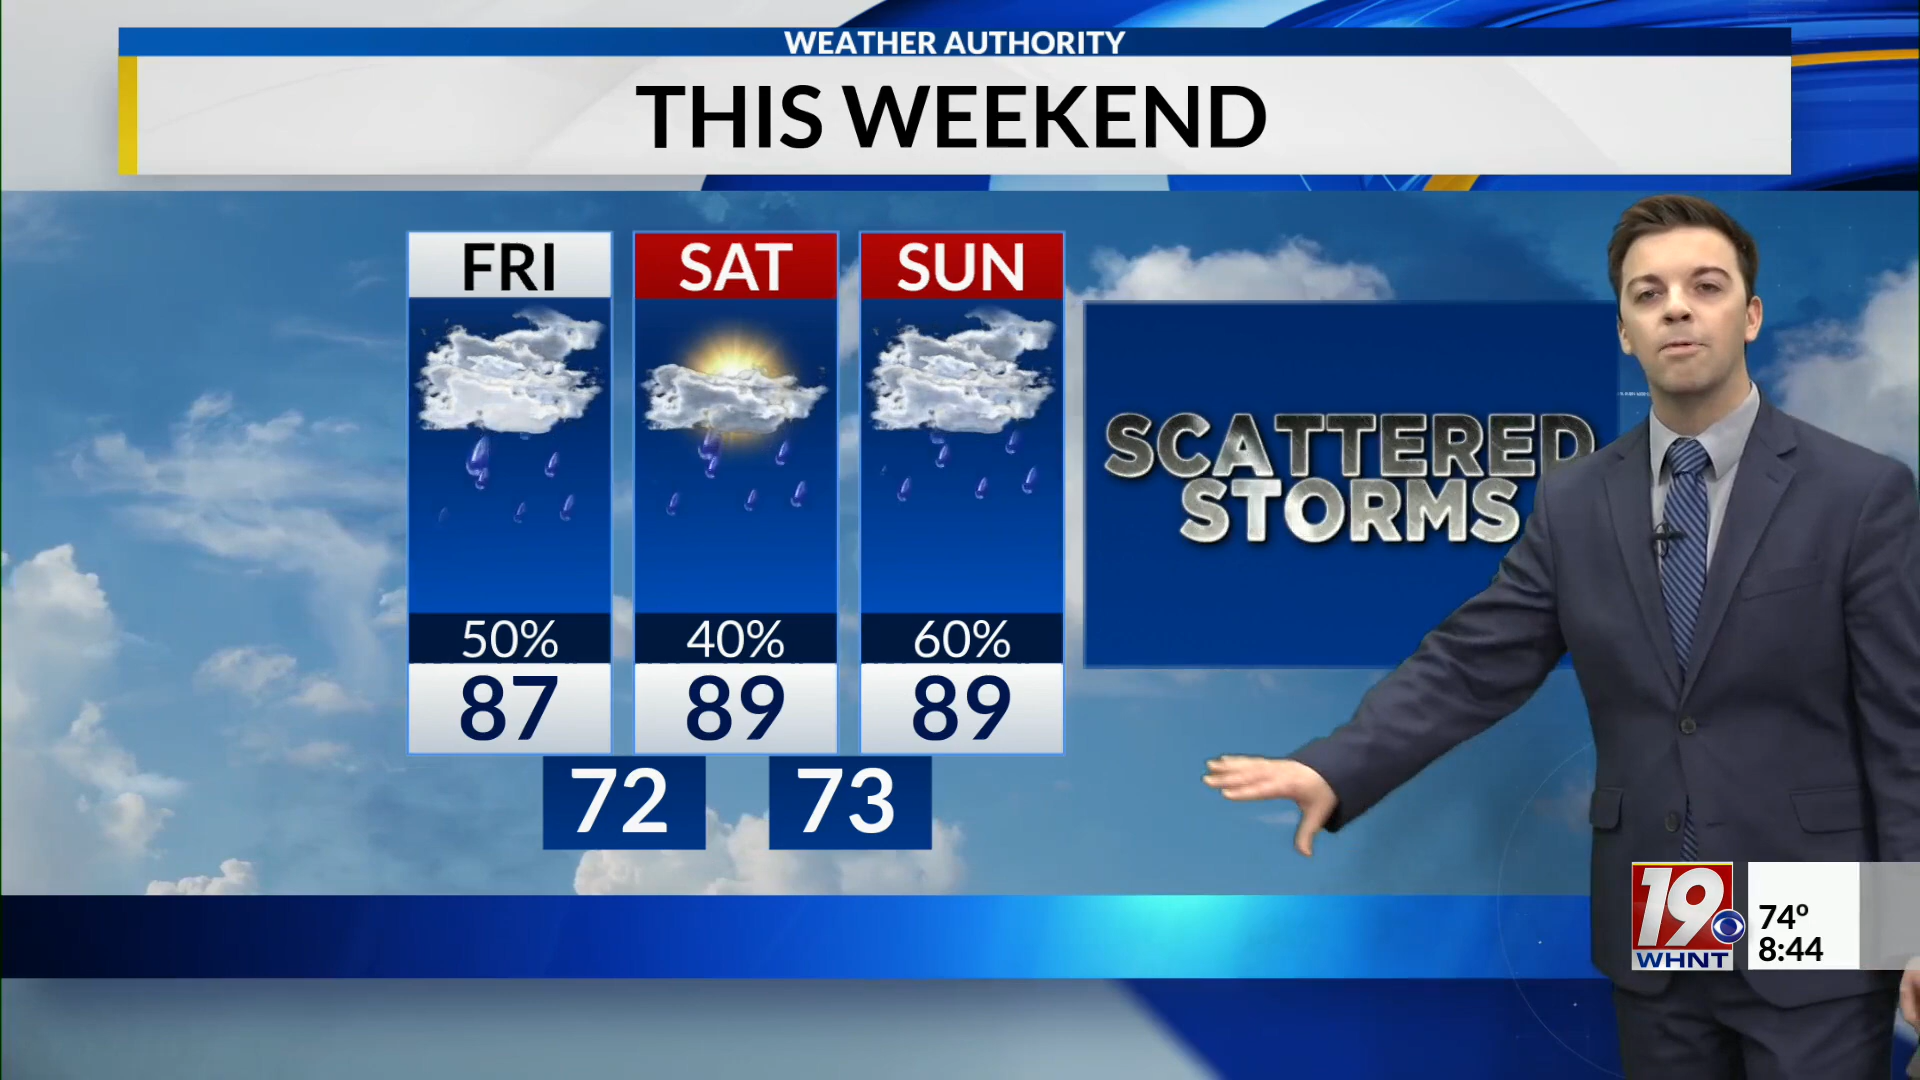 WEATHER AUTHORITY
THIS WEEKEND
FRI
SAT
SUN
SCATTERED
STORMS
50%
40%
60%
87
89
89
72
73
19
WHNT
74º
8:44